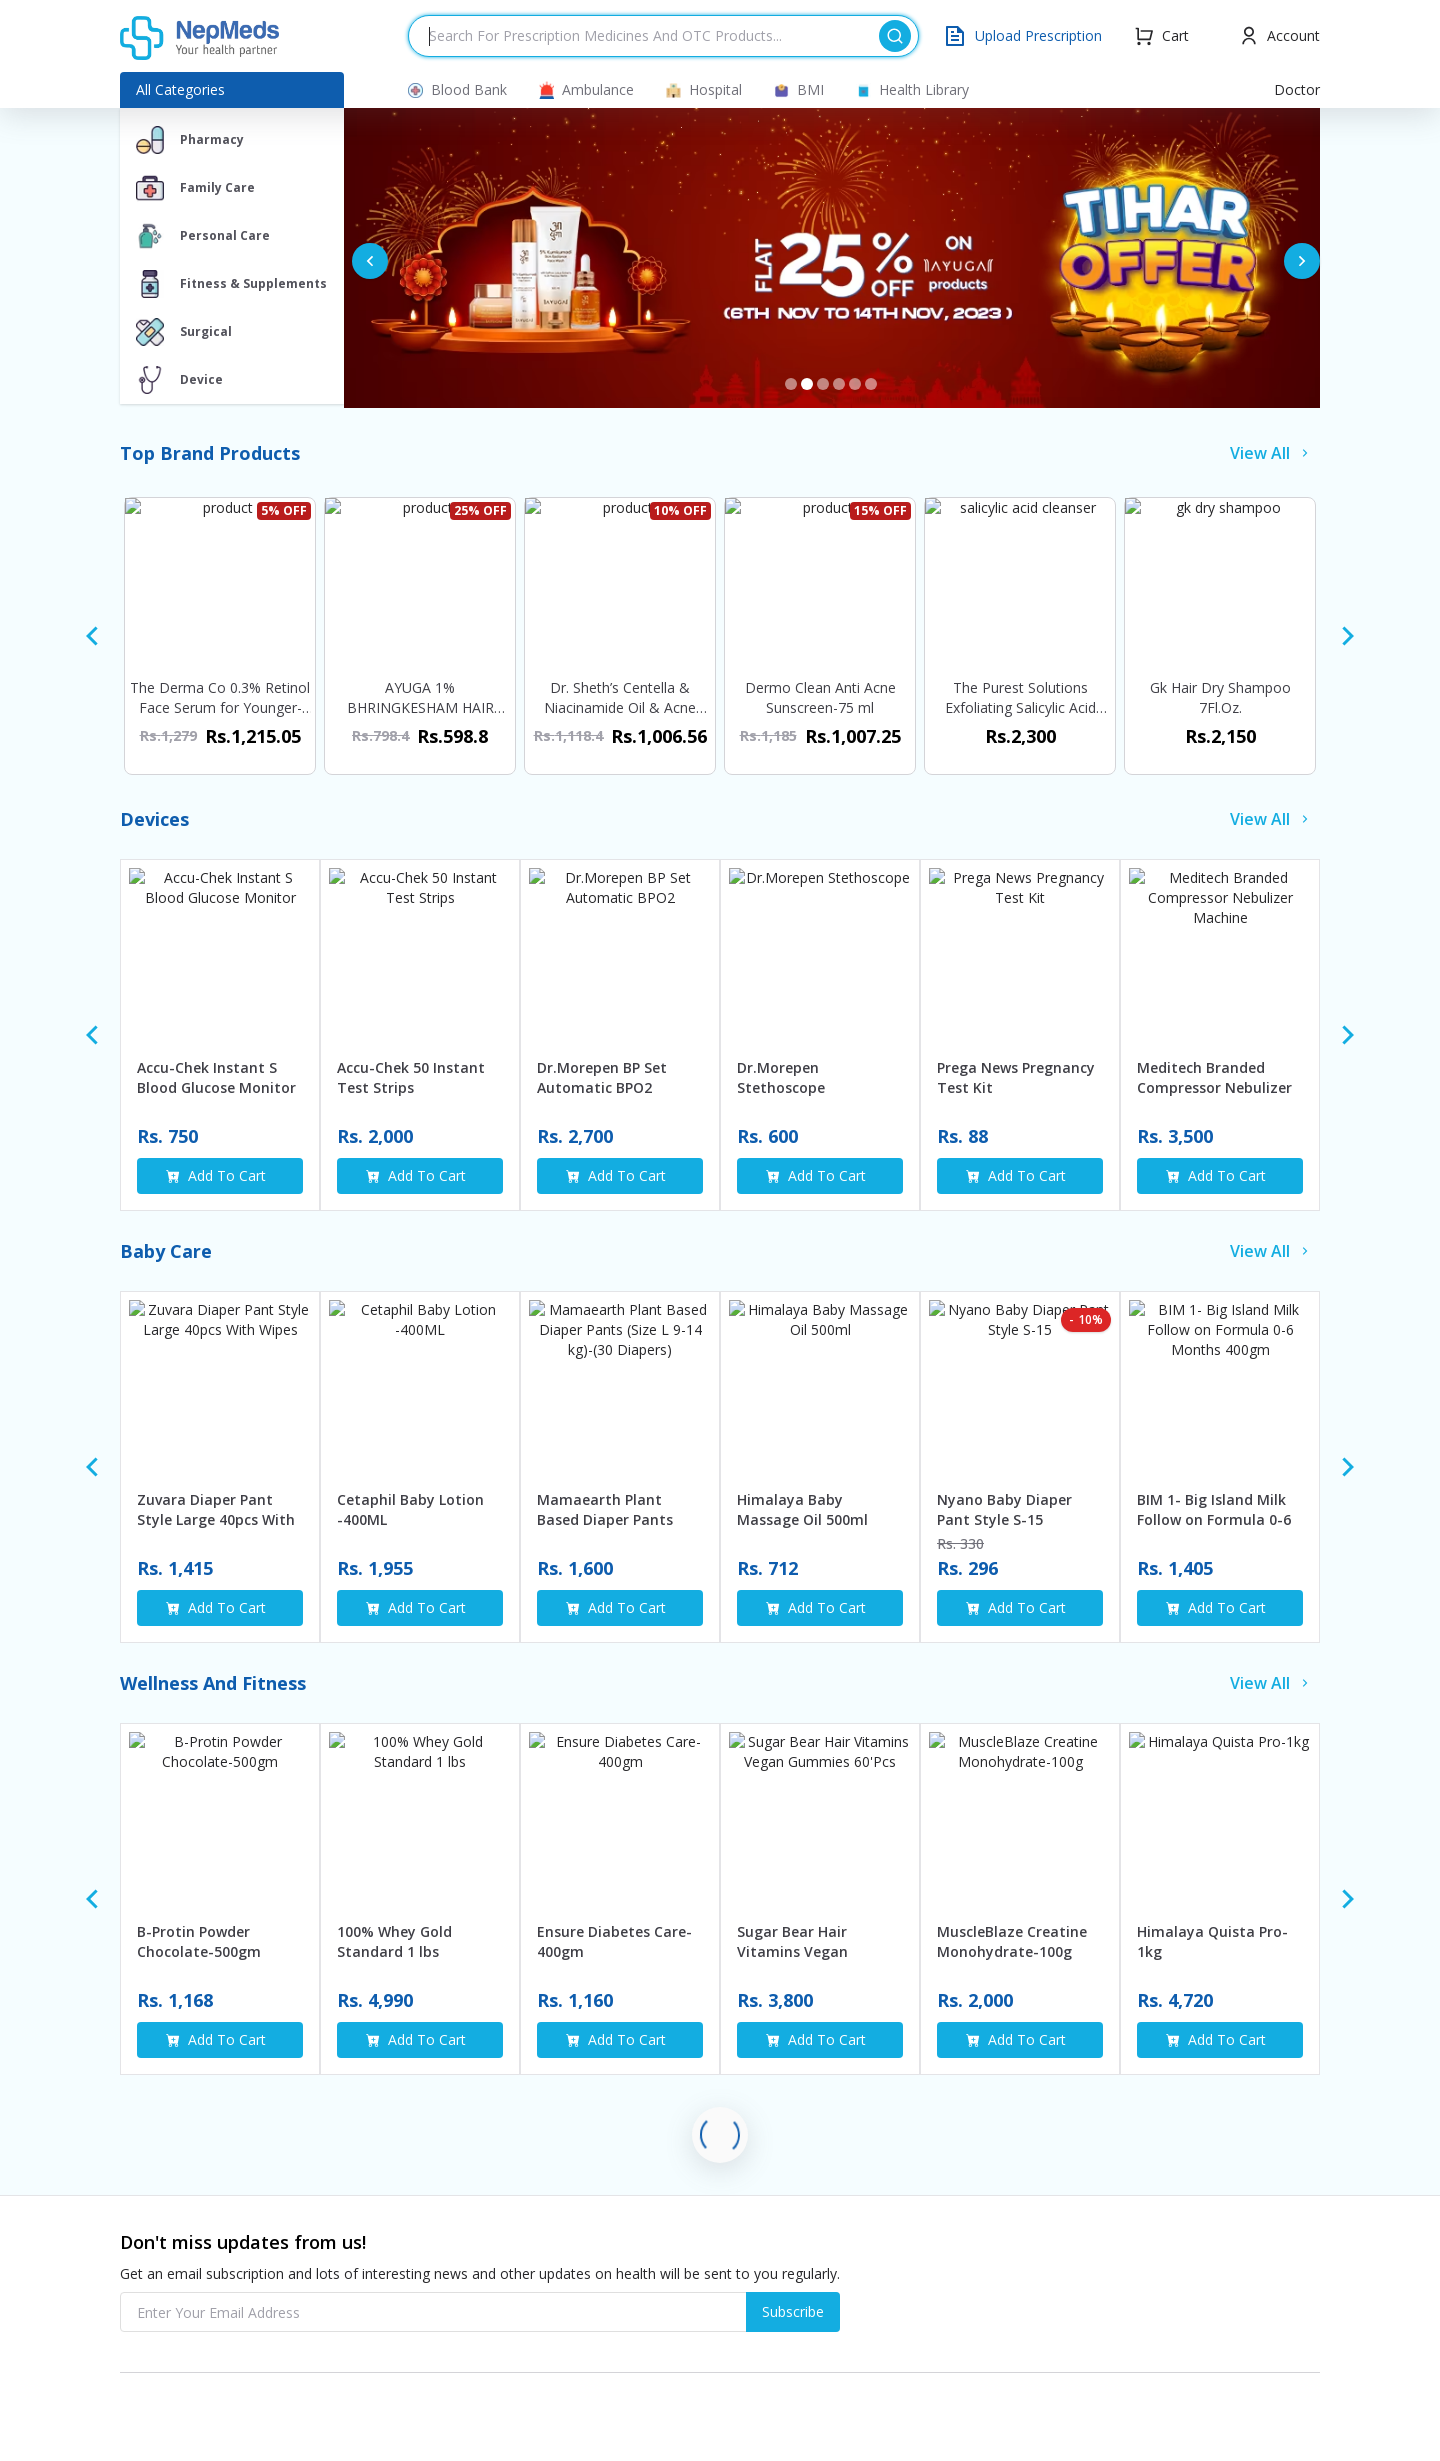 NepMeds
Your health partner
Search For Prescription Medicines And OTC Products...
Upload Prescription
Cart
Account
All Categories
Blood Bank
Ambulance
Hospital
BMI
Health Library
Doctor
Pharmacy
Family Care
Personal Care
Fitness & Supplements
Surgical
Device
FLAT 25% OFF ON AYUGA products
(6TH NOV TO 14TH NOV, 2023)
TIHAR
OFFER
Top Brand Products
View All
product 5% OFF
product 25% OFF
product 10% OFF
product 15% OFF
salicylic acid cleanser
gk dry shampoo
The Derma Co 0.3% Retinol
Face Serum for Younger-..
Rs.1,279 Rs.1,215.05
AYUGA 1%
BHRINGKESHAM HAIR...
Rs.798.4 Rs.598.8
Dr. Sheth’s Centella &
Niacinamide Oil & Acne...
Rs.1,118.4 Rs.1,006.56
Dermo Clean Anti Acne
Sunscreen-75 ml
Rs.1,185 Rs.1,007.25
The Purest Solutions
Exfoliating Salicylic Acid...
Rs.2,300
Gk Hair Dry Shampoo
7Fl.Oz.
Rs.2,150
Devices
View All
Accu-Chek Instant S
Blood Glucose Monitor
Accu-Chek 50 Instant
Test Strips
Dr.Morepen BP Set
Automatic BPO2
Dr.Morepen Stethoscope
Prega News Pregnancy
Test Kit
Meditech Branded
Compressor Nebulizer
Machine
Accu-Chek Instant S
Blood Glucose Monitor
Rs. 750
Add To Cart
Accu-Chek 50 Instant
Test Strips
Rs. 2,000
Add To Cart
Dr.Morepen BP Set
Automatic BPO2
Rs. 2,700
Add To Cart
Dr.Morepen
Stethoscope
Rs. 600
Add To Cart
Prega News Pregnancy
Test Kit
Rs. 88
Add To Cart
Meditech Branded
Compressor Nebulizer
Rs. 3,500
Add To Cart
Baby Care
View All
Zuvara Diaper Pant Style
Large 40pcs With Wipes
Cetaphil Baby Lotion
-400ML
Mamaearth Plant Based
Diaper Pants (Size L 9-14
kg)-(30 Diapers)
Himalaya Baby Massage
Oil 500ml
Nyano Baby Diaper Pant
Style S-15
- 10%
BIM 1- Big Island Milk
Follow on Formula 0-6
Months 400gm
Zuvara Diaper Pant
Style Large 40pcs With
Rs. 1,415
Add To Cart
Cetaphil Baby Lotion
-400ML
Rs. 1,955
Add To Cart
Mamaearth Plant
Based Diaper Pants
Rs. 1,600
Add To Cart
Himalaya Baby
Massage Oil 500ml
Rs. 712
Add To Cart
Nyano Baby Diaper
Pant Style S-15
Rs. 330
Rs. 296
Add To Cart
BIM 1- Big Island Milk
Follow on Formula 0-6
Rs. 1,405
Add To Cart
Wellness And Fitness
View All
B-Protin Powder
Chocolate-500gm
100% Whey Gold
Standard 1 lbs
Ensure Diabetes Care-
400gm
Sugar Bear Hair Vitamins
Vegan Gummies 60'Pcs
MuscleBlaze Creatine
Monohydrate-100g
Himalaya Quista Pro-1kg
B-Protin Powder
Chocolate-500gm
Rs. 1,168
Add To Cart
100% Whey Gold
Standard 1 lbs
Rs. 4,990
Add To Cart
Ensure Diabetes Care-
400gm
Rs. 1,160
Add To Cart
Sugar Bear Hair
Vitamins Vegan
Rs. 3,800
Add To Cart
MuscleBlaze Creatine
Monohydrate-100g
Rs. 2,000
Add To Cart
Himalaya Quista Pro-
1kg
Rs. 4,720
Add To Cart
Don't miss updates from us!
Get an email subscription and lots of interesting news and other updates on health will be sent to you regularly.
Enter Your Email Address
Subscribe